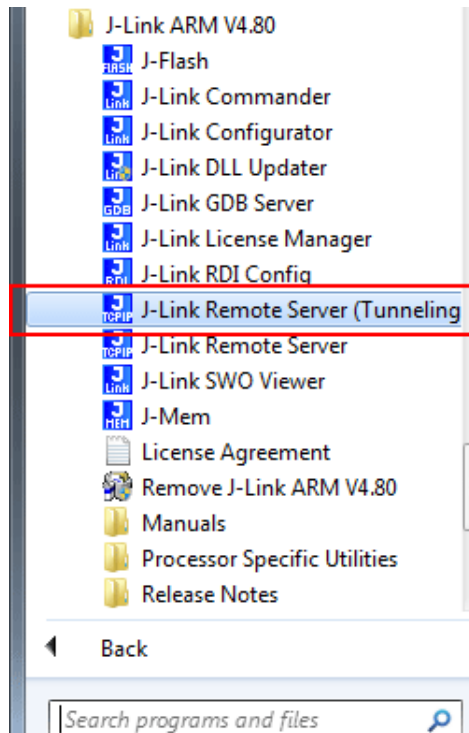 J-Link ARM V4.80
J-Flash
J-Link Commander
J-Link Configurator
J-Link DLL Updater
J-Link GDB Server
J-Link License Manager
J-Link RDI Config
J-Link Remote Server (Tunneling
J-Link Remote Server
J-Link SWO Viewer
J-Mem
License Agreement
Remove J-Link ARM V4.80
Manuals
Processor Specific Utilities
Release Notes
Back
Search programs and files